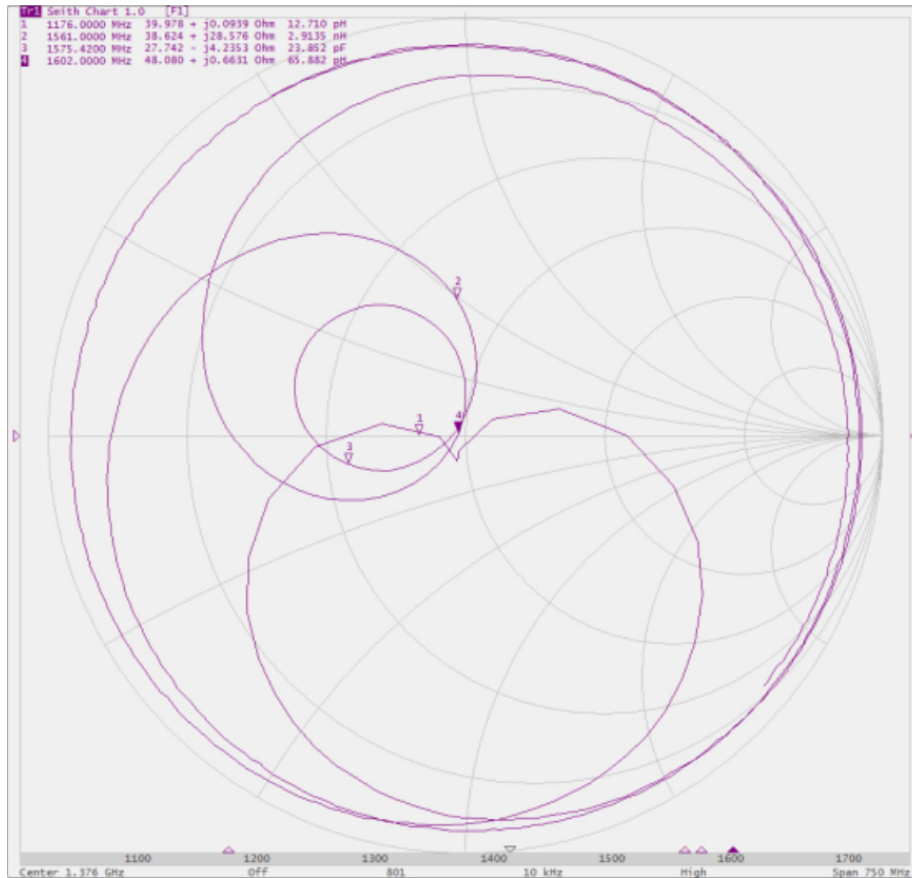 Tr1 Smith Chart 1.0 [F1]
1 1176.0000 MHz 39.978 + j0.0939 Ohm 12.710 pH
2 1561.0000 MHz 38.624 + j28.576 Ohm 2.9135 nH
3 1575.4200 MHz 27.742 - j4.2353 Ohm 23.852 pF
4 1602.0000 MHz 48.080 + j0.6631 Ohm 65.882 pH
2
1
4
3
1100 1200 1300 1400 1500 1600 1700
Center 1.376 GHz Off 801 10 kHz High Span 750 MHz